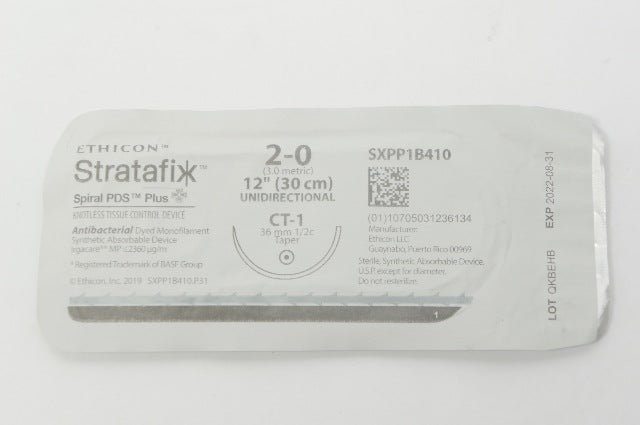 ETHICON™
Stratafix™
Spiral PDS™ Plus
KNOTLESS TISSUE CONTROL DEVICE
Antibacterial Dyed Monofilament
Synthetic Absorbable Device
Irgacare™ MP ≤2360 µg/m
* Registered Trademark of BASF Group
© Ethicon, Inc. 2019 SXPP1B410.P31
2-0
(3.0 metric)
12" (30 cm)
UNIDIRECTIONAL
CT-1
36 mm 1/2c
Taper
SXPP1B410
(01)10705031236134
Manufacturer:
Ethicon LLC
Guaynabo, Puerto Rico 00969
Sterile, Synthetic Absorbable Device,
U.S.P. except for diameter.
Do not resterilize.
1
LOT QKBEHB EXP 2022-08-31